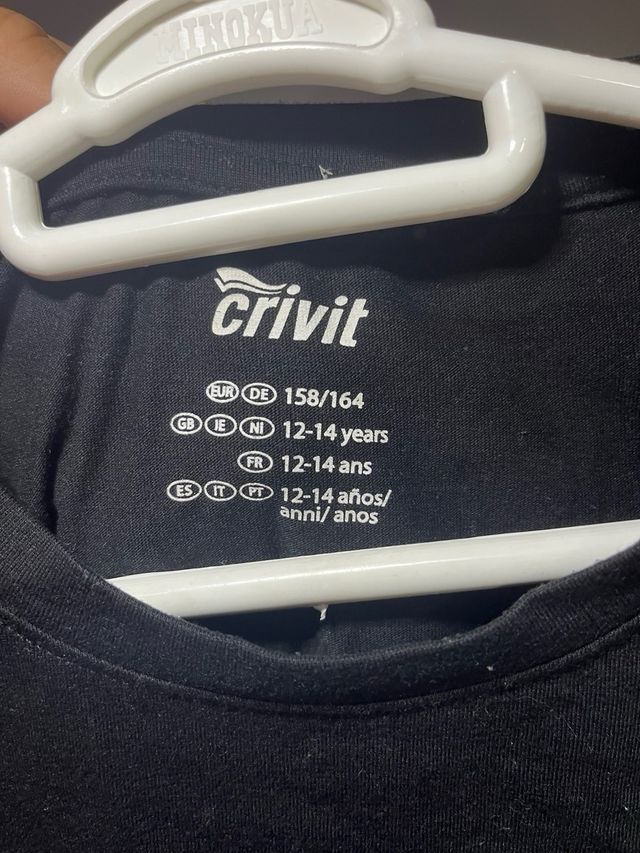 MINOKUA
crivit
EUR DE 158/164
GB IE NI 12-14 years
FR 12-14 ans
ES IT PT 12-14 años/
anni/ anos